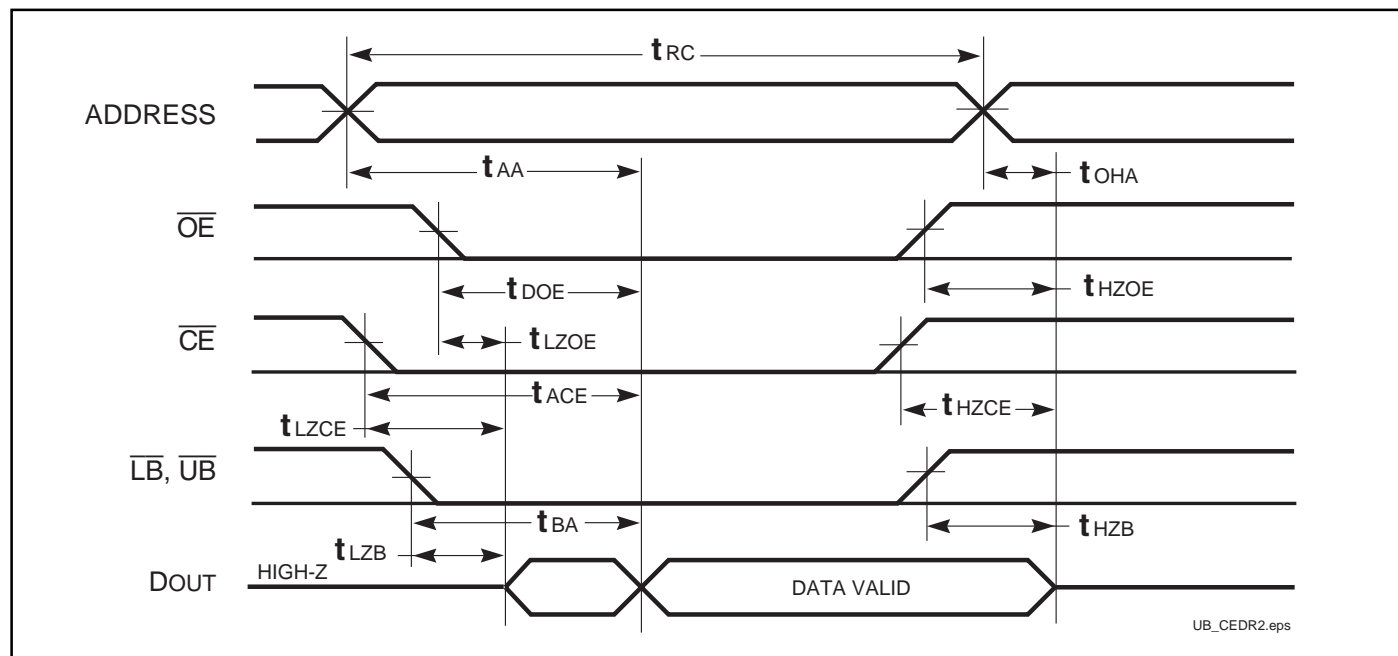 tRC
ADDRESS
tAA
tOHA
OE
tDOE
tHZOE
CE
tLZOE
tACE
tHZCE
tLZCE
LB, UB
tBA
tHZB
tLZB
HIGH-Z
DOUT
DATA VALID
UB_CEDR2.eps